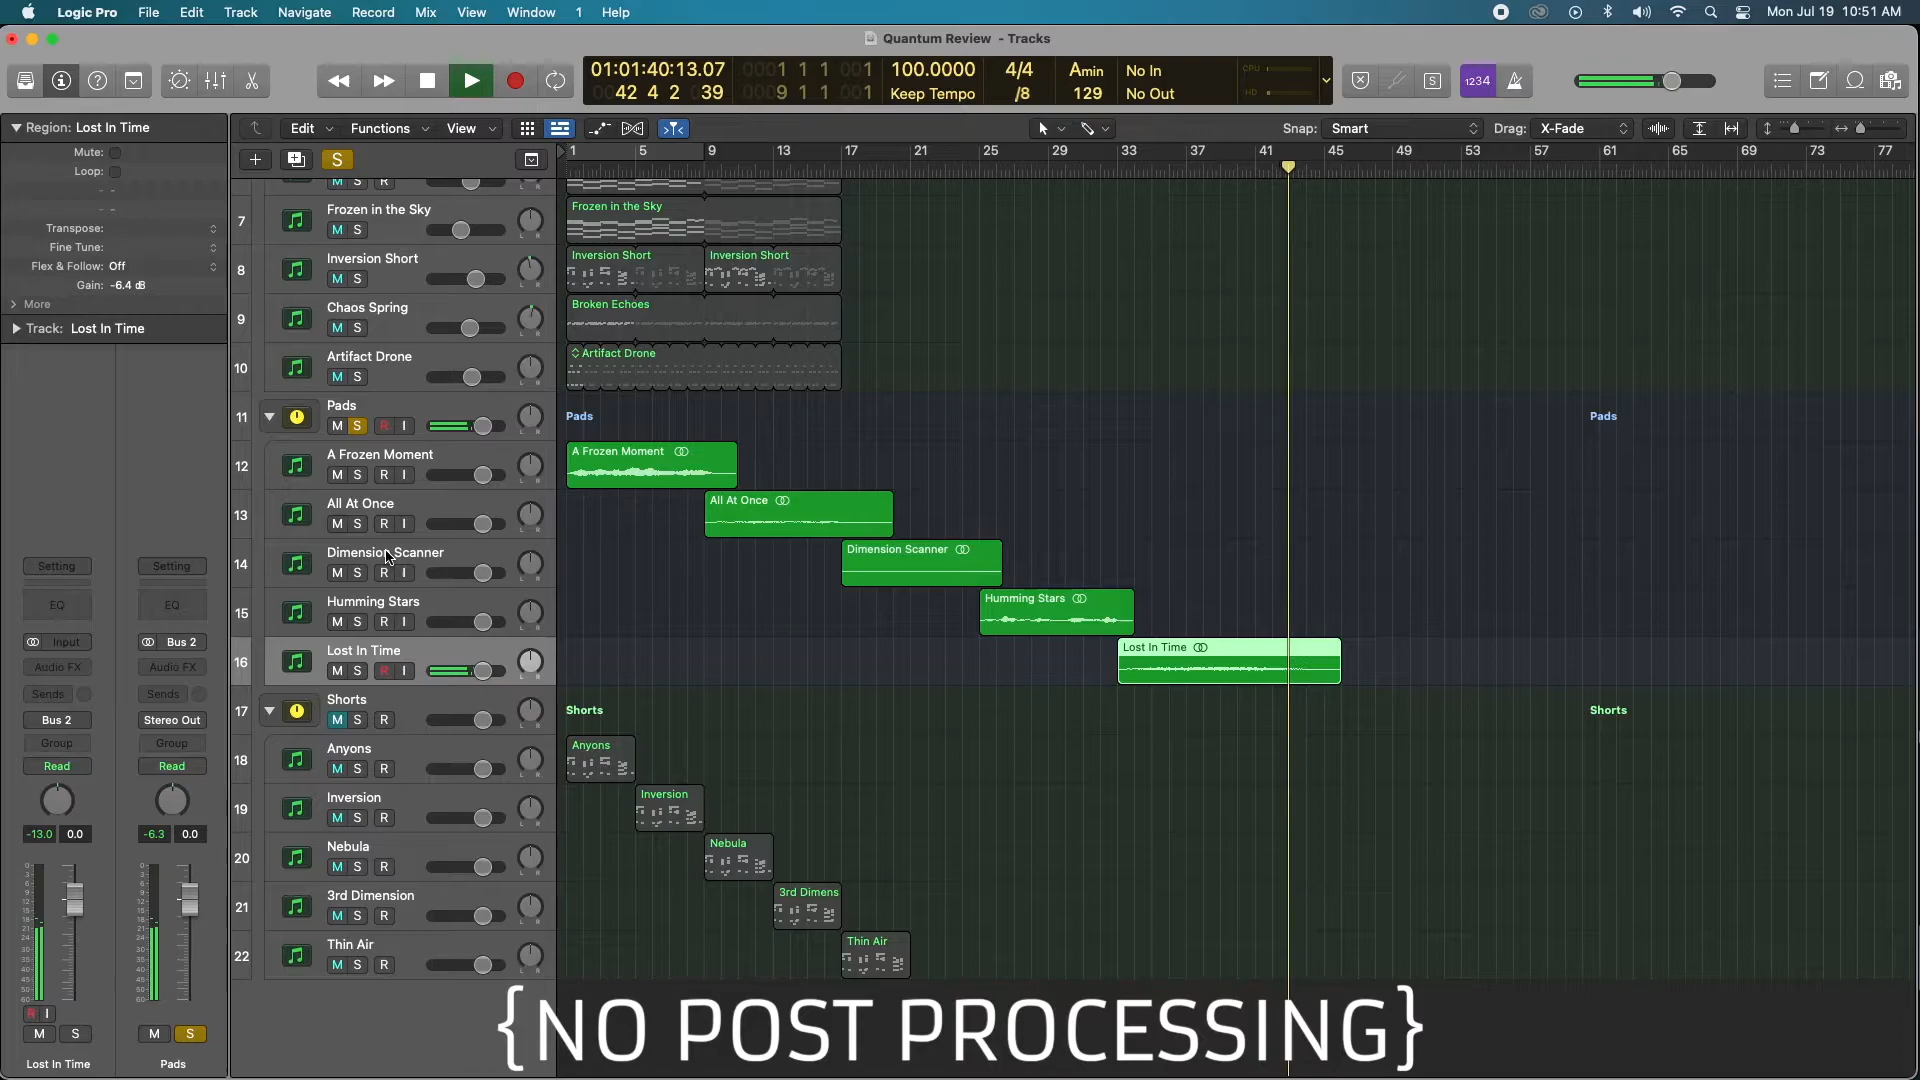 Logic Pro File Edit Track Navigate Record Mix View Window 1 Help Mon Jul 19 10:51 AM
Quantum Review - Tracks
01:01:40:13.07 0001 1 1 001 100.0000 4/4 Amin No In CPU
0042 4 2 039 0009 1 1 001 Keep Tempo /8 129 No Out HD
1234
Region: Lost In Time Edit Functions View Snap: Smart Drag: X-Fade
Mute:
Loop:
Transpose:
Fine Tune:
Flex & Follow: Off
Gain: -6.4 dB
More
Track: Lost In Time
S
1 5 9 13 17 21 25 29 33 37 41 45 49 53 57 61 65 69 73 77
M S R
7 Frozen in the Sky M S Frozen in the Sky
8 Inversion Short M S Inversion Short Inversion Short
9 Chaos Spring M S Broken Echoes
10 Artifact Drone M S Artifact Drone
11 Pads M S R I Pads Pads
12 A Frozen Moment M S R I A Frozen Moment
13 All At Once M S R I All At Once
14 Dimension Scanner M S R I Dimension Scanner
15 Humming Stars M S R I Humming Stars
16 Lost In Time M S R I Lost In Time
17 Shorts M S R Shorts Shorts
18 Anyons M S R Anyons
19 Inversion M S R Inversion
20 Nebula M S R Nebula
21 3rd Dimension M S R 3rd Dimens
22 Thin Air M S R Thin Air
Setting Setting
EQ EQ
Input Bus 2
Audio FX Audio FX
Sends Sends
Bus 2 Stereo Out
Group Group
Read Read
-13.0 0.0 -6.3 0.0
R I
M S M S
Lost In Time Pads
{NO POST PROCESSING}